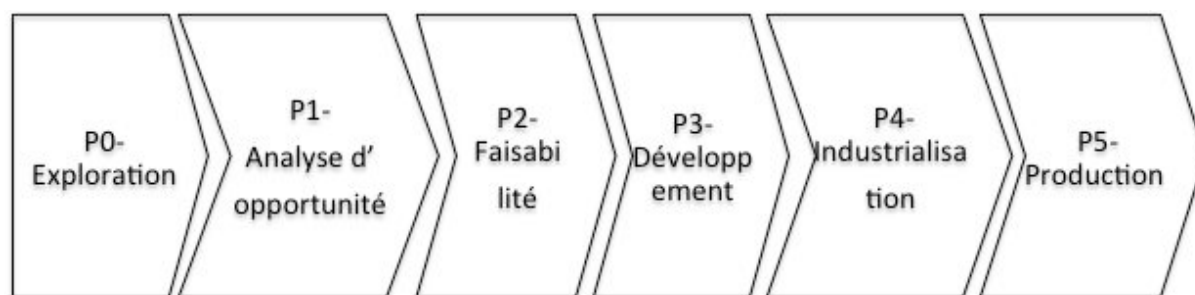 P0-
Exploration
P1-
Analyse d’
opportunité
P2-
Faisabi
lité
P3-
Développ
ement
P4-
Industrialisa
tion
P5-
Production